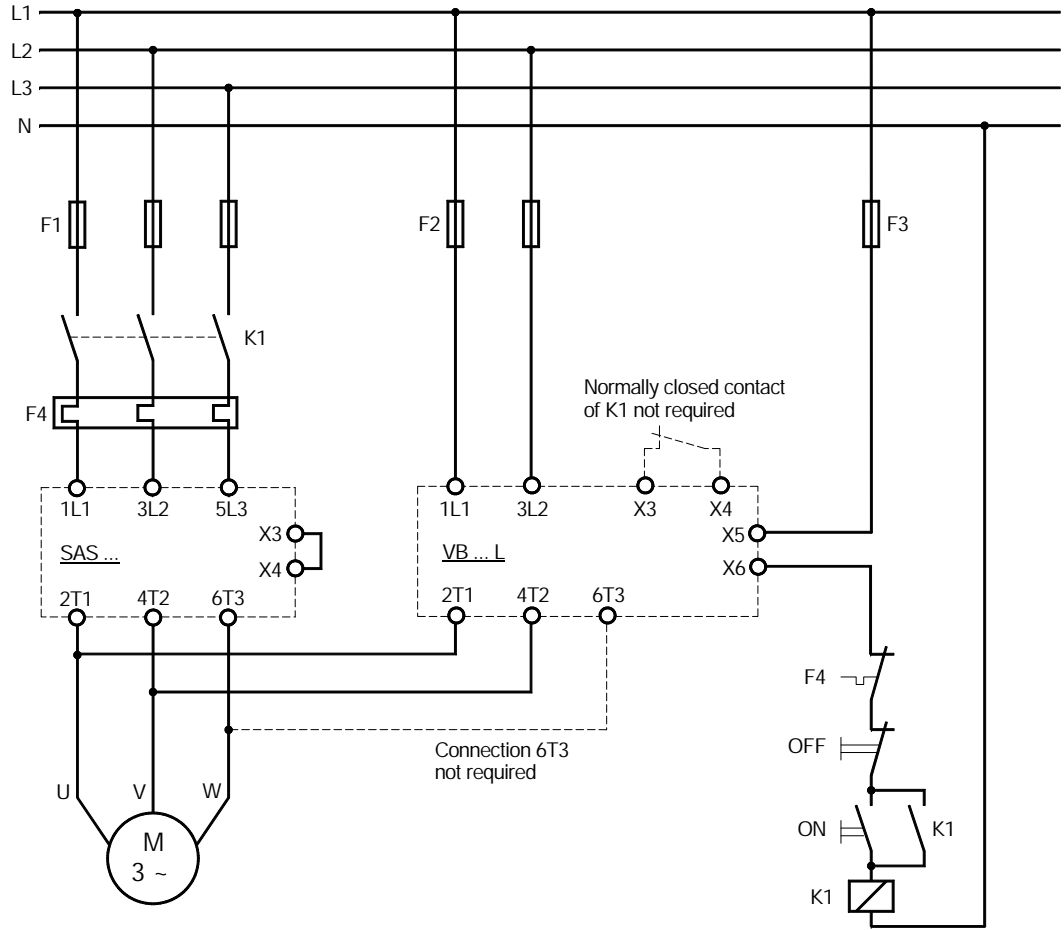 L1
L2
L3
N
F1
F2
F3
K1
Normally closed contact
of K1 not required
F4
1L1 3L2 5L3
1L1 3L2 X3 X4
X3
X5
SAS ...
VB ... L
X4
X6
2T1 4T2 6T3
2T1 4T2 6T3
F4
OFF
Connection 6T3
not required
U V W
ON
K1
M
3 ~
K1